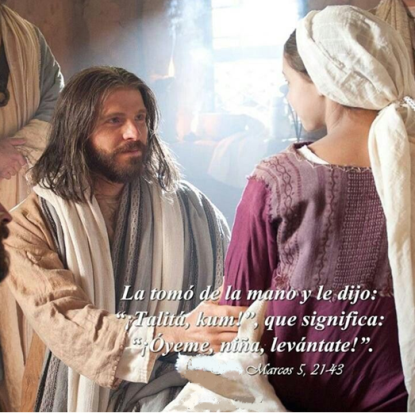 La tomó de la mano y le dijo:
“¡Talitá, kum!”, que significa:
“¡Óyeme, niña, levántate!”.
Marcos 5, 21-43